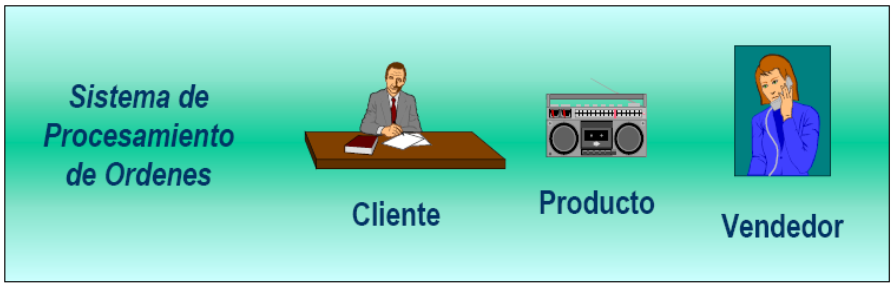 Sistema de
Procesamiento
de Ordenes
Cliente
Producto
Vendedor